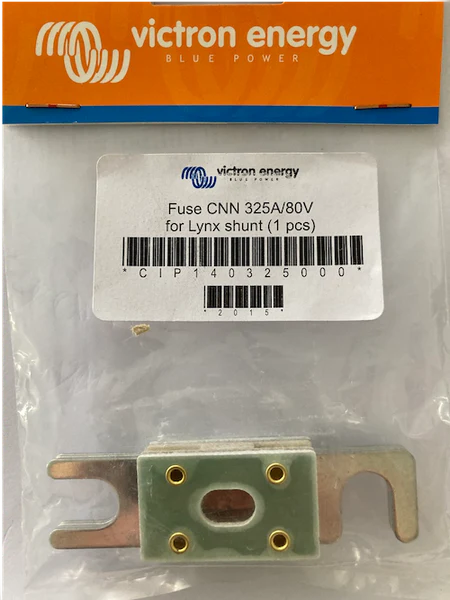 victron energy
BLUE POWER
victron energy
BLUE POWER
Fuse CNN 325A/80V
for Lynx shunt (1 pcs)
*CIP140325000*
*2015*